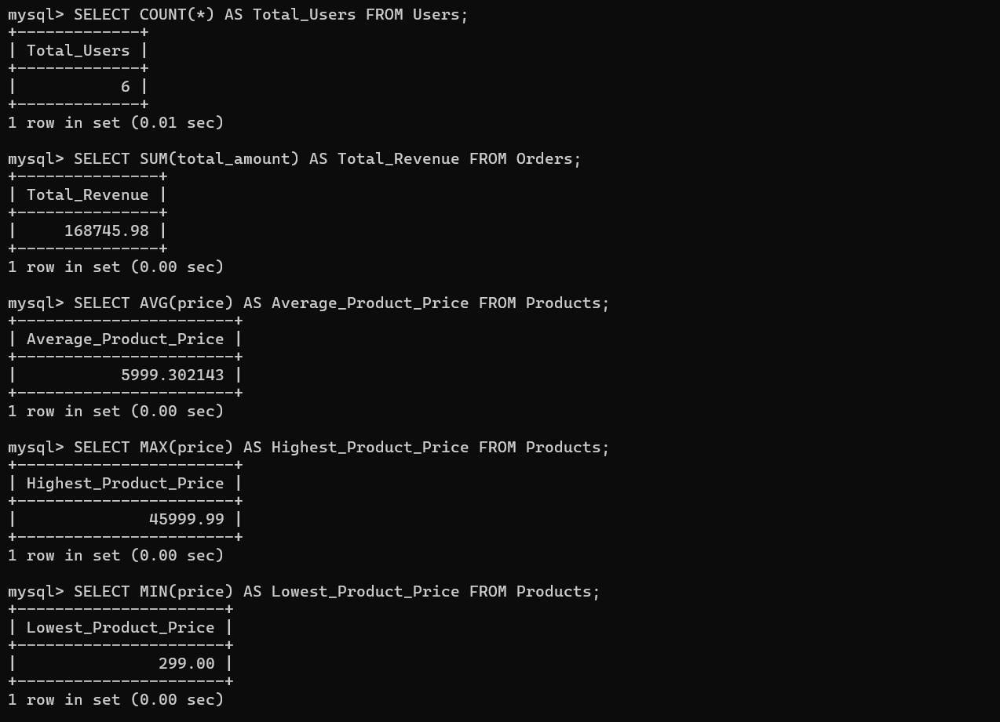 mysql> SELECT COUNT(*) AS Total_Users FROM Users;
+-------------+
| Total_Users |
+-------------+
|           6 |
+-------------+
1 row in set (0.01 sec)

mysql> SELECT SUM(total_amount) AS Total_Revenue FROM Orders;
+---------------+
| Total_Revenue |
+---------------+
|     168745.98 |
+---------------+
1 row in set (0.00 sec)

mysql> SELECT AVG(price) AS Average_Product_Price FROM Products;
+-----------------------+
| Average_Product_Price |
+-----------------------+
|           5999.302143 |
+-----------------------+
1 row in set (0.00 sec)

mysql> SELECT MAX(price) AS Highest_Product_Price FROM Products;
+-----------------------+
| Highest_Product_Price |
+-----------------------+
|              45999.99 |
+-----------------------+
1 row in set (0.00 sec)

mysql> SELECT MIN(price) AS Lowest_Product_Price FROM Products;
+----------------------+
| Lowest_Product_Price |
+----------------------+
|               299.00 |
+----------------------+
1 row in set (0.00 sec)